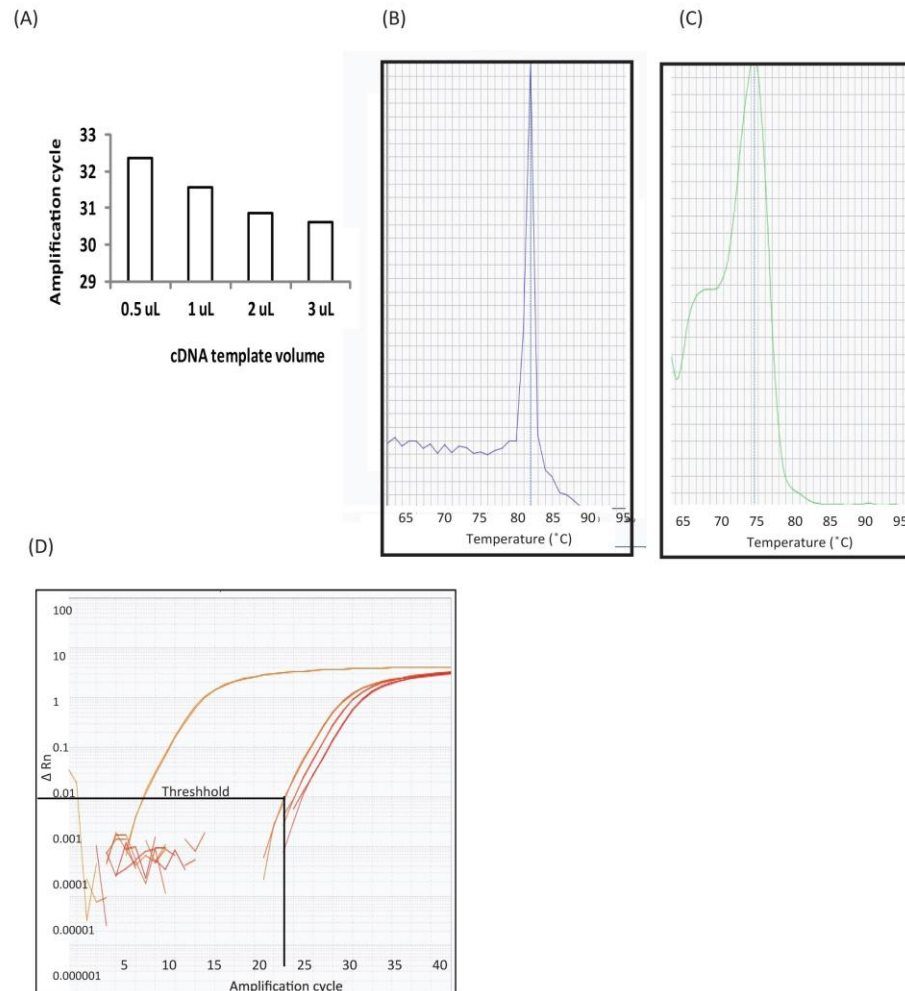 (A)
(B)
(C)
33
32
31
30
29
Amplification cycle
0.5 uL 1 uL 2 uL 3 uL
cDNA template volume
65 70 75 80 85 90 95
Temperature (˚C)
65 70 75 80 85 90 95
Temperature (˚C)
(D)
100
10
1
0.1
0.01
0.001
0.0001
0.00001
0.000001
Δ Rn
Threshhold
5 10 15 20 25 30 35 40
Amplification cycle